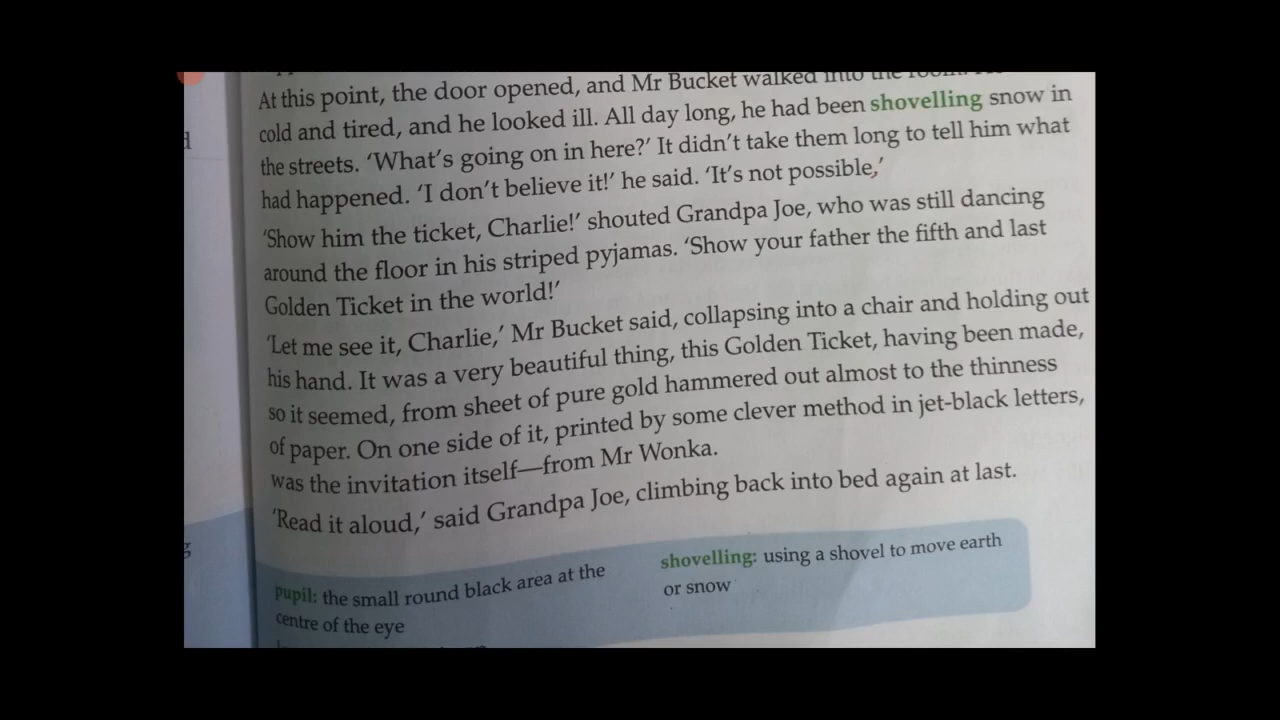 At this point, the door opened, and Mr Bucket walked into the room.
cold and tired, and he looked ill. All day long, he had been shovelling snow in
the streets. ‘What’s going on in here?’ It didn’t take them long to tell him what
had happened. ‘I don’t believe it!’ he said. ‘It’s not possible,’
‘Show him the ticket, Charlie!’ shouted Grandpa Joe, who was still dancing
around the floor in his striped pyjamas. ‘Show your father the fifth and last
Golden Ticket in the world!’
‘Let me see it, Charlie,’ Mr Bucket said, collapsing into a chair and holding out
his hand. It was a very beautiful thing, this Golden Ticket, having been made,
so it seemed, from sheet of pure gold hammered out almost to the thinness
of paper. On one side of it, printed by some clever method in jet-black letters,
was the invitation itself—from Mr Wonka.
‘Read it aloud,’ said Grandpa Joe, climbing back into bed again at last.
pupil: the small round black area at the
centre of the eye
shovelling: using a shovel to move earth
or snow